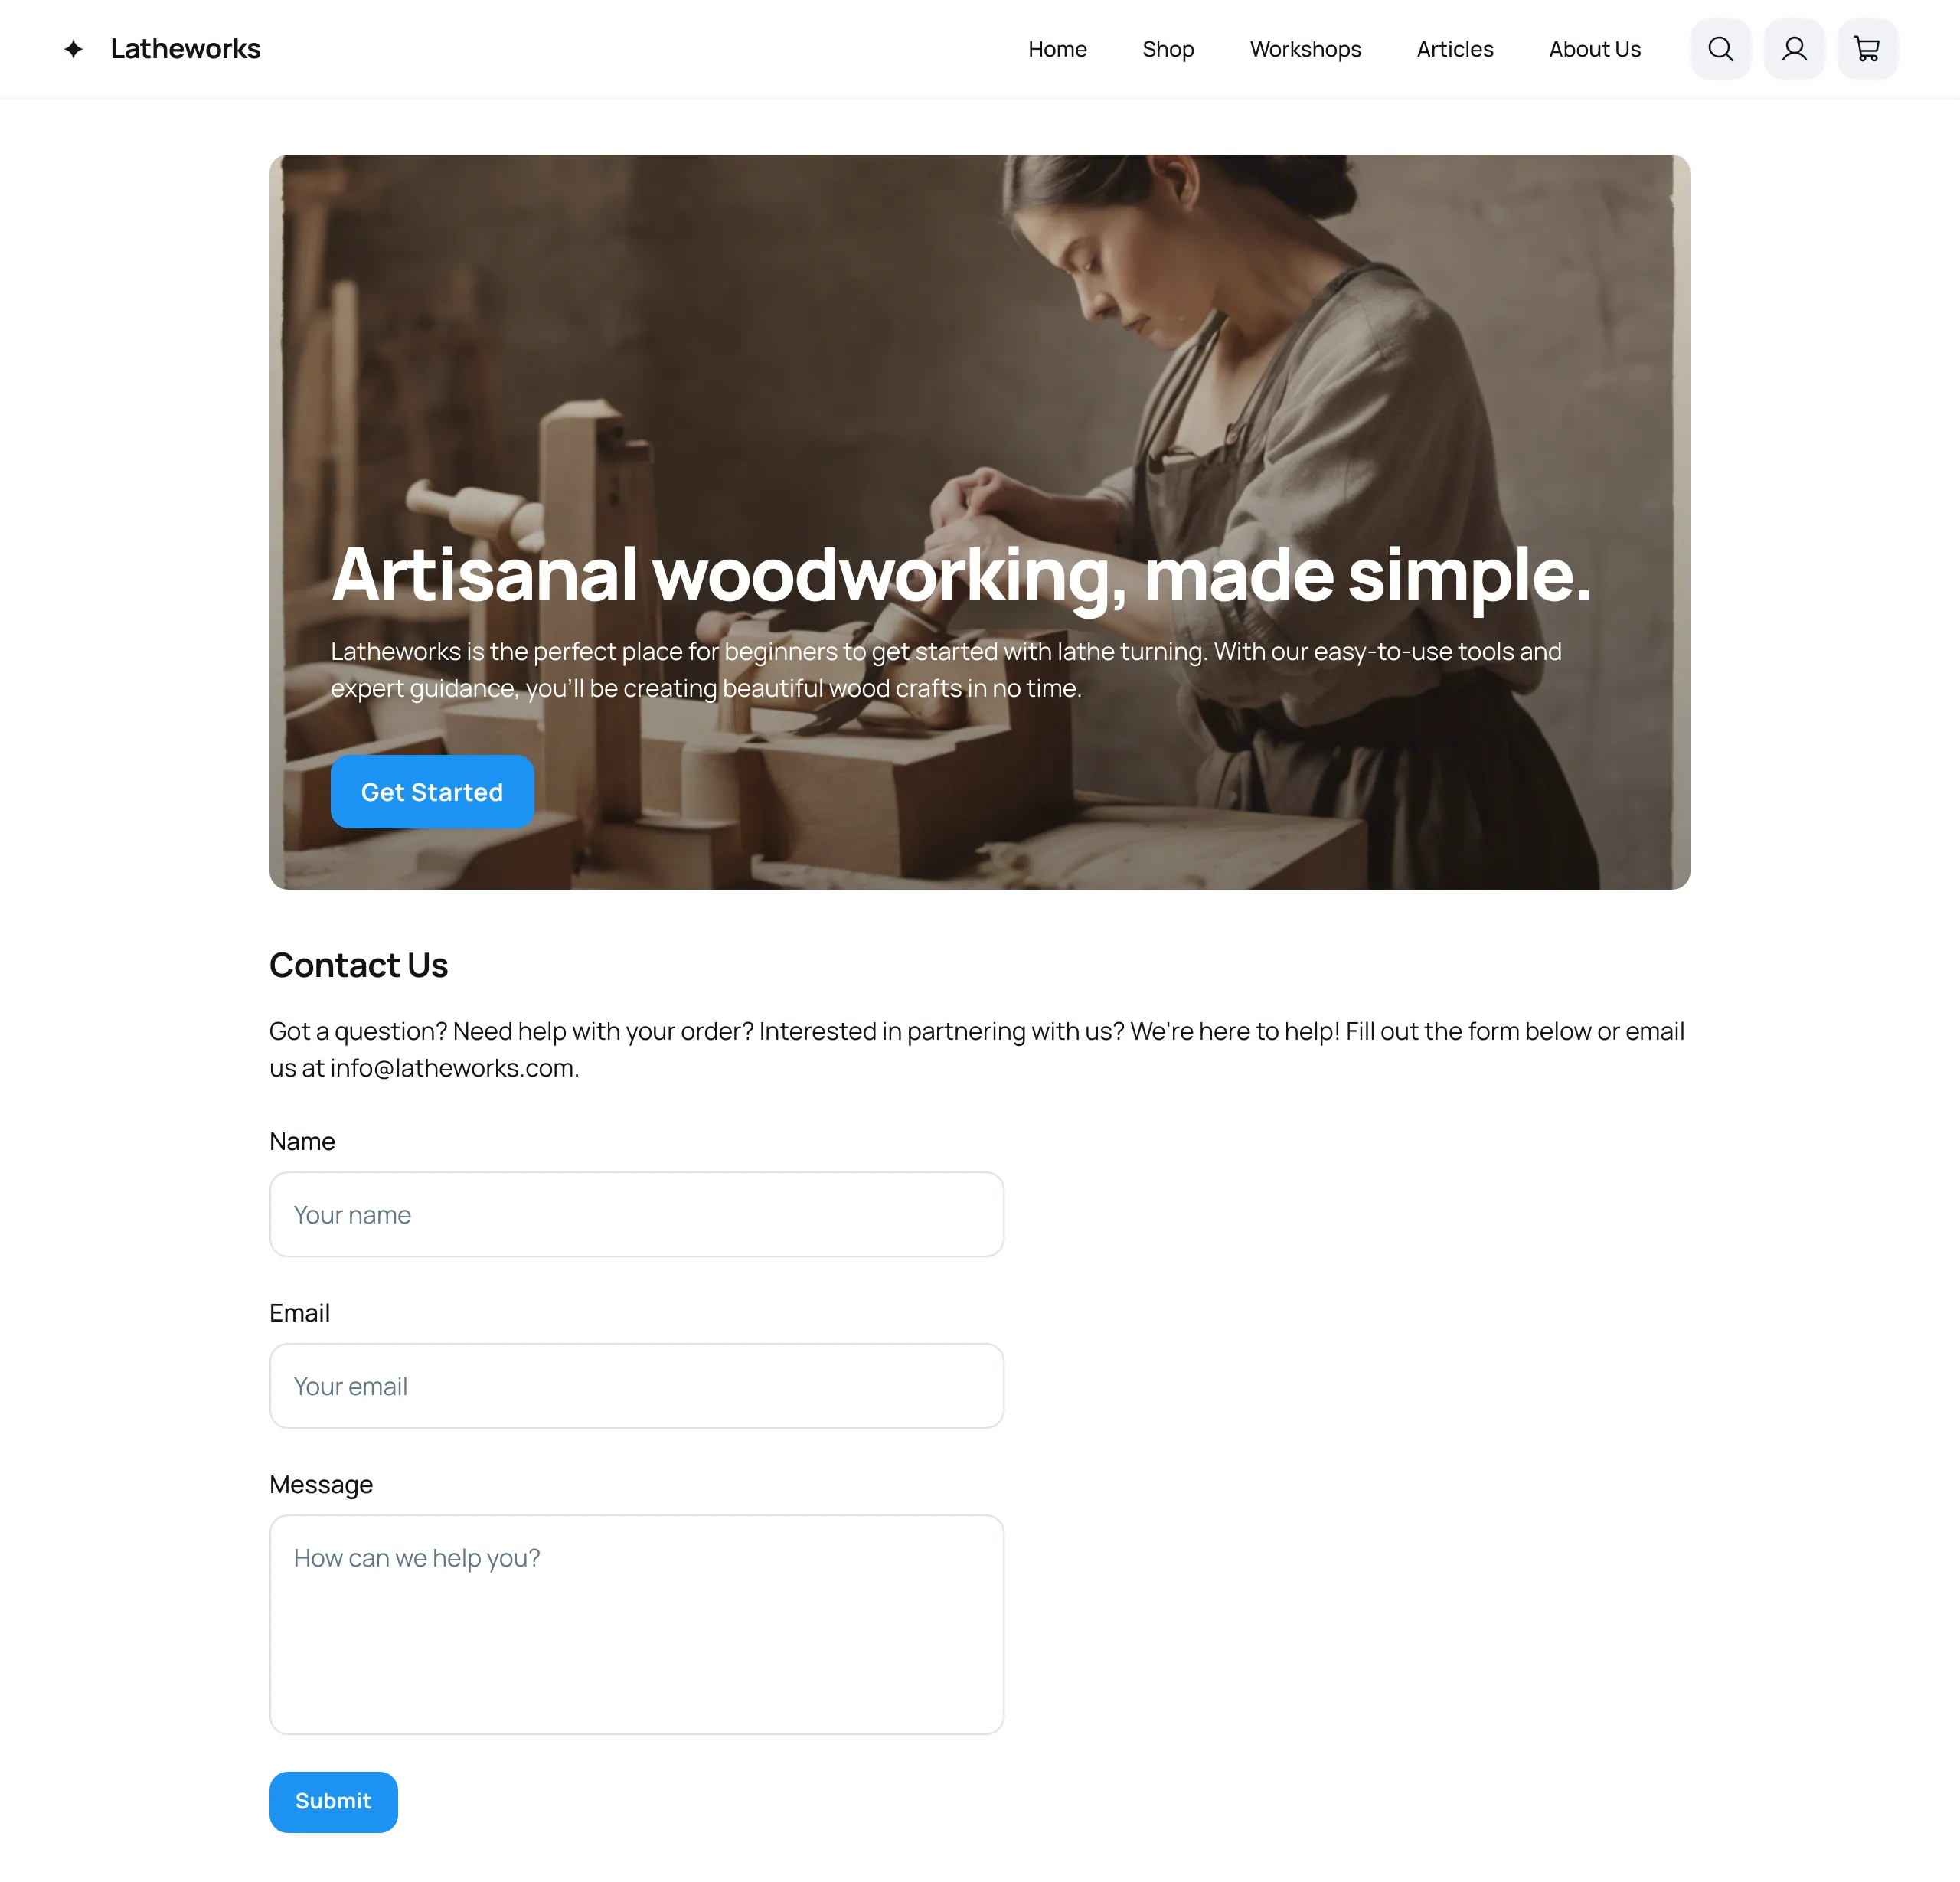 Latheworks
Home
Shop
Workshops
Articles
About Us
Artisanal woodworking, made simple.
Latheworks is the perfect place for beginners to get started with lathe turning. With our easy-to-use tools and
expert guidance, you'll be creating beautiful wood crafts in no time.
Get Started
Contact Us
Got a question? Need help with your order? Interested in partnering with us? We're here to help! Fill out the form below or email
us at info@latheworks.com.
Name
Your name
Email
Your email
Message
How can we help you?
Submit